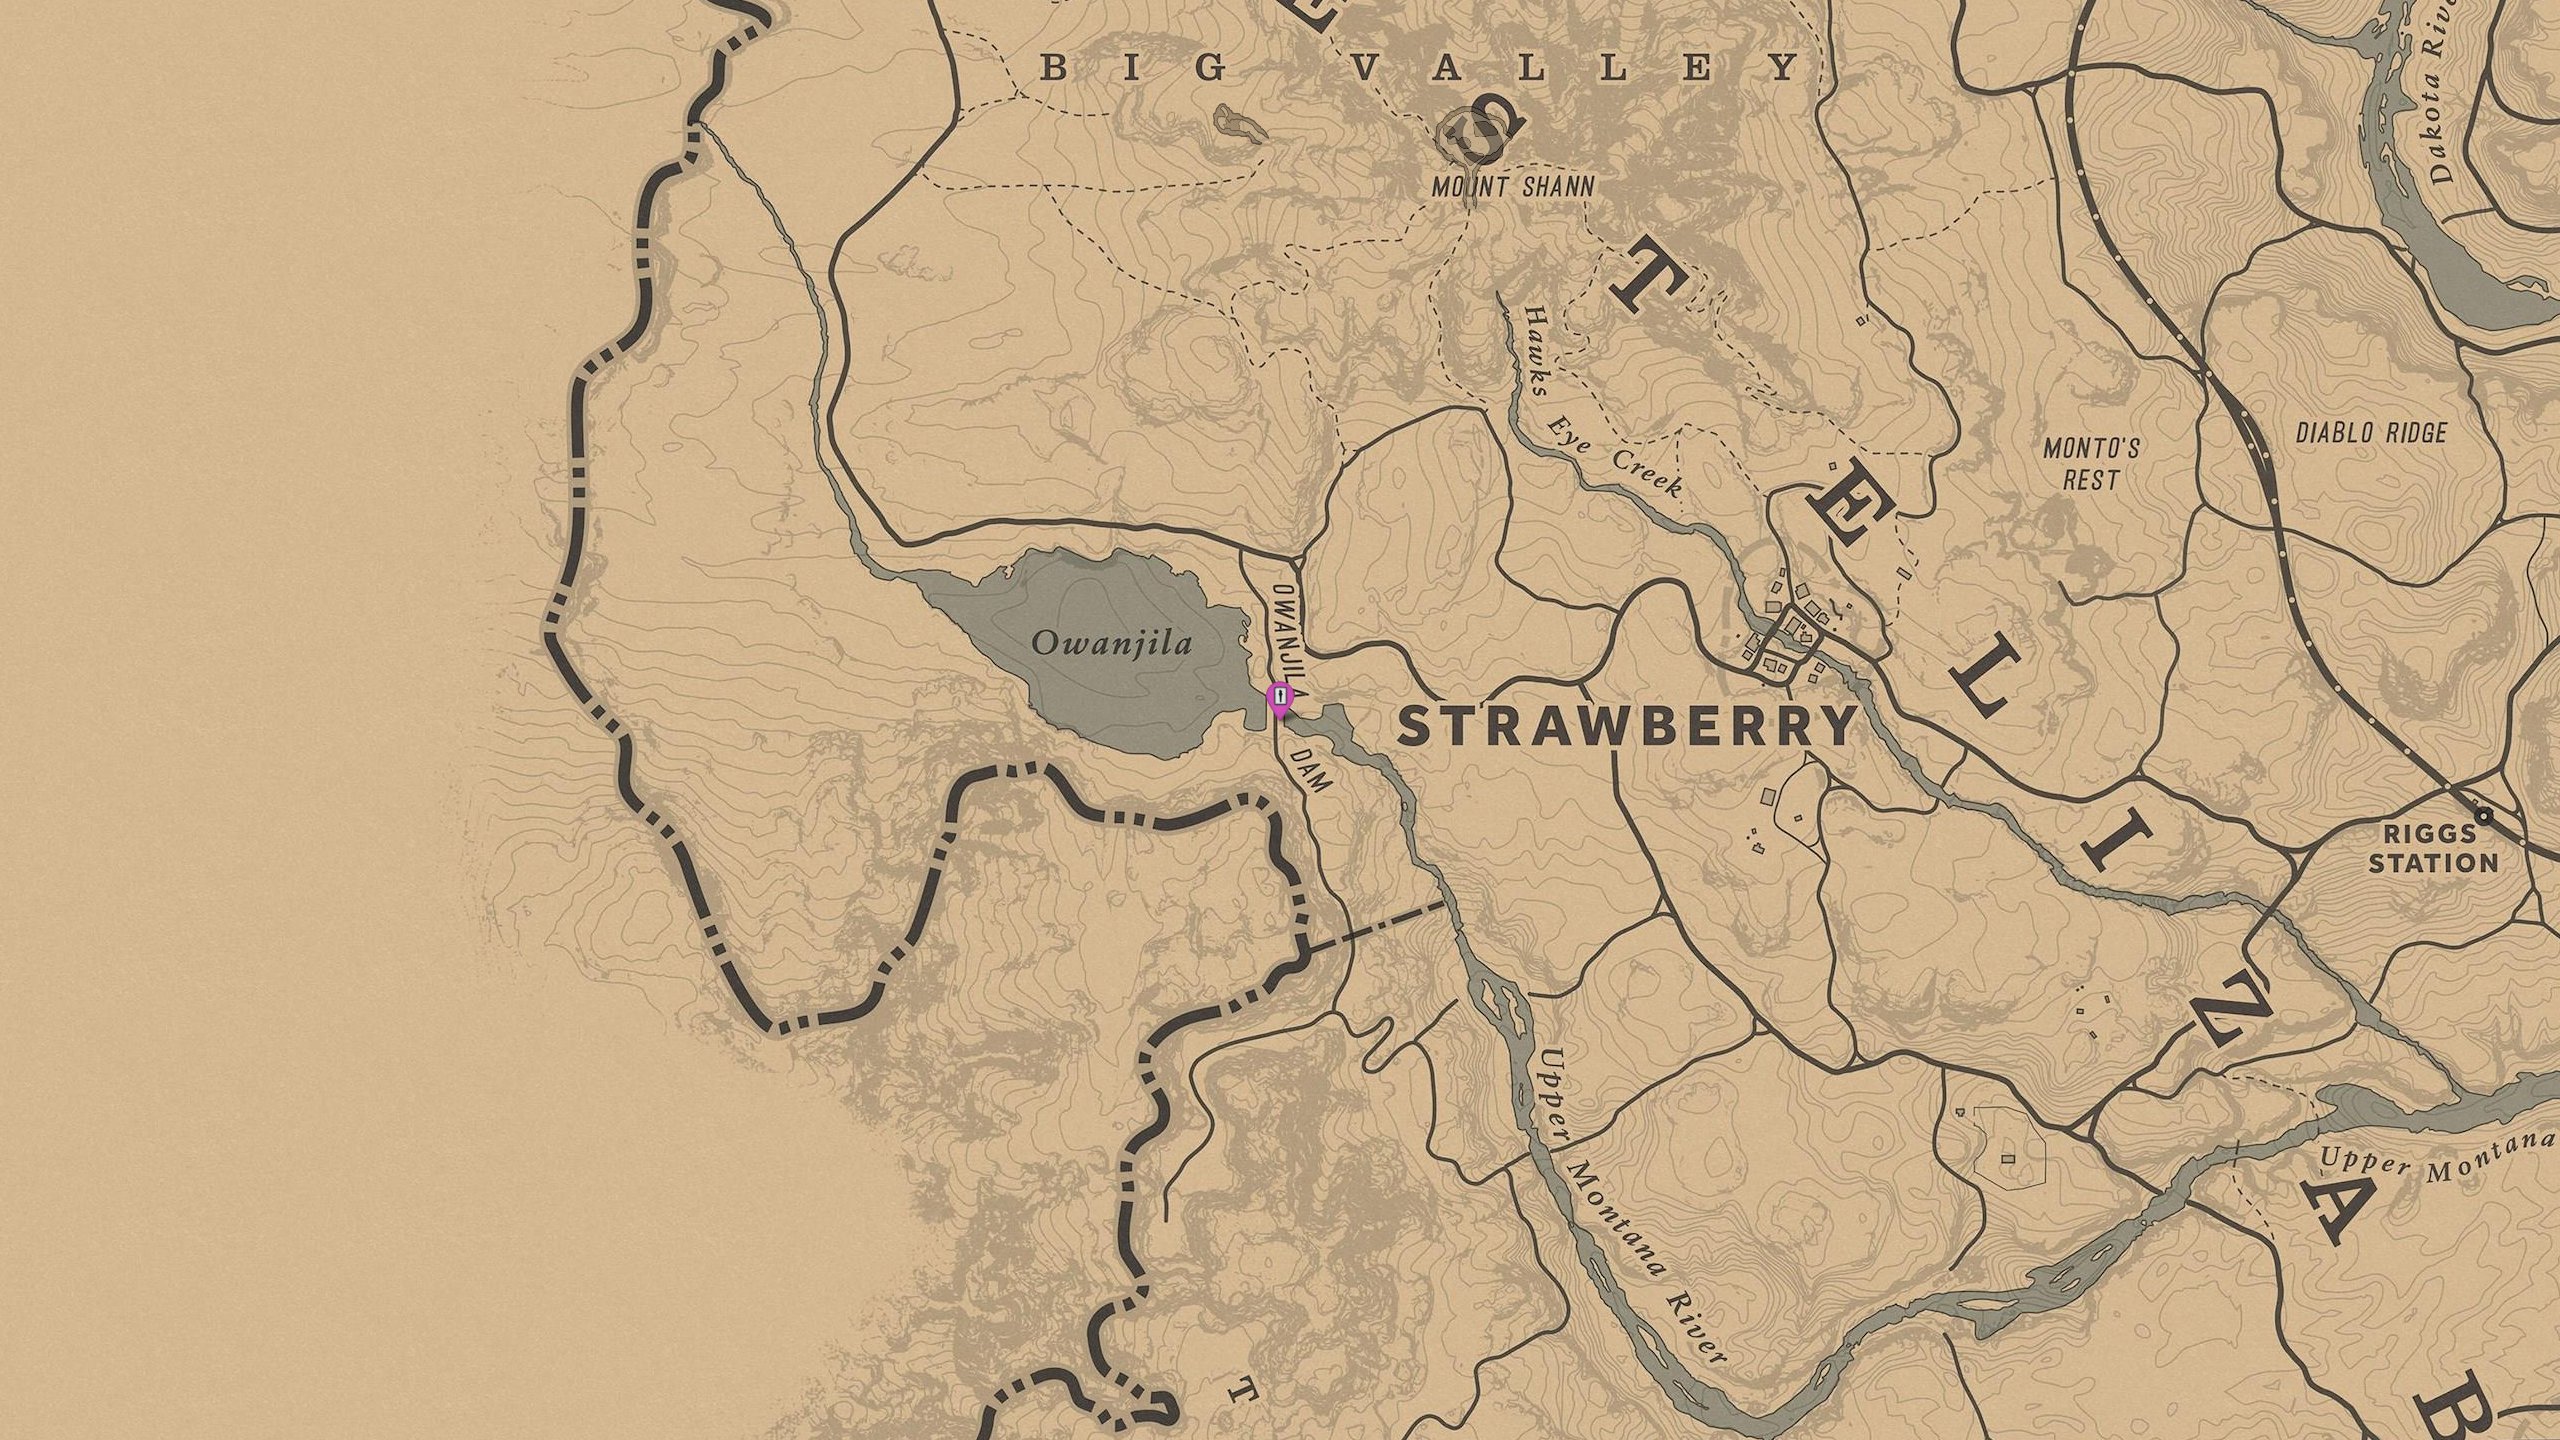 E
BIG VALLEY
Dakota River
S
MOUNT SHANN
T
Hawks Eye Creek
MONTO'S
REST
DIABLO RIDGE
E
Owanjila
OWANJILA
DAM
STRAWBERRY
L
I
RIGGS
STATION
Z
Upper Montana River
Upper Montana
A
T
B